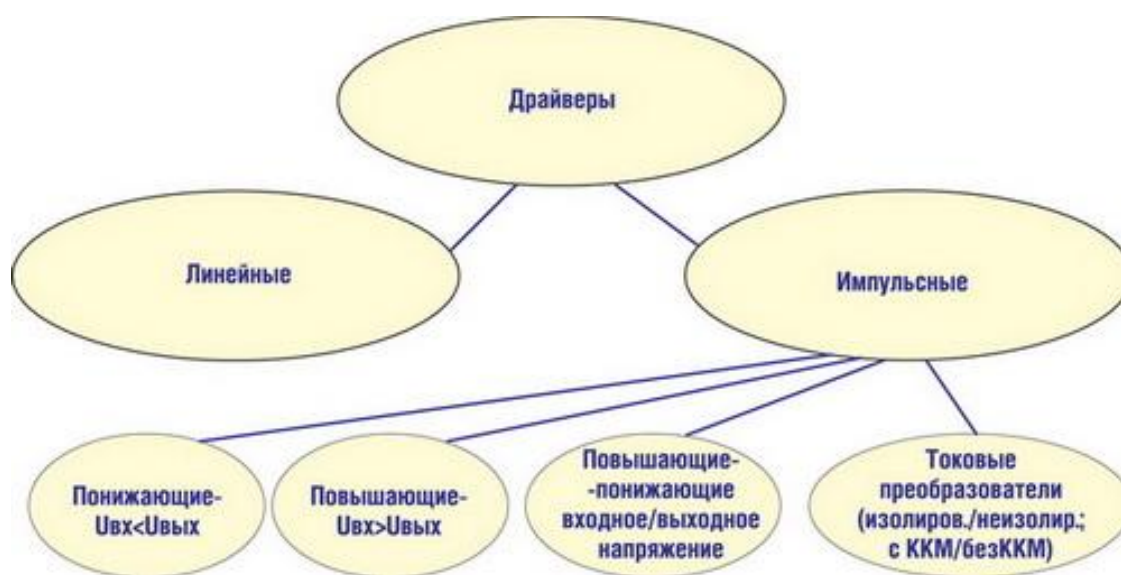 Драйверы
Линейные
Импульсные
Понижающие-
Uвх<Uвых
Повышающие-
Uвх>Uвых
Повышающие-
-понижающие
входное/выходное
напряжение
Токовые
преобразователи
(изолиров./неизолир.;
с ККМ/безККМ)